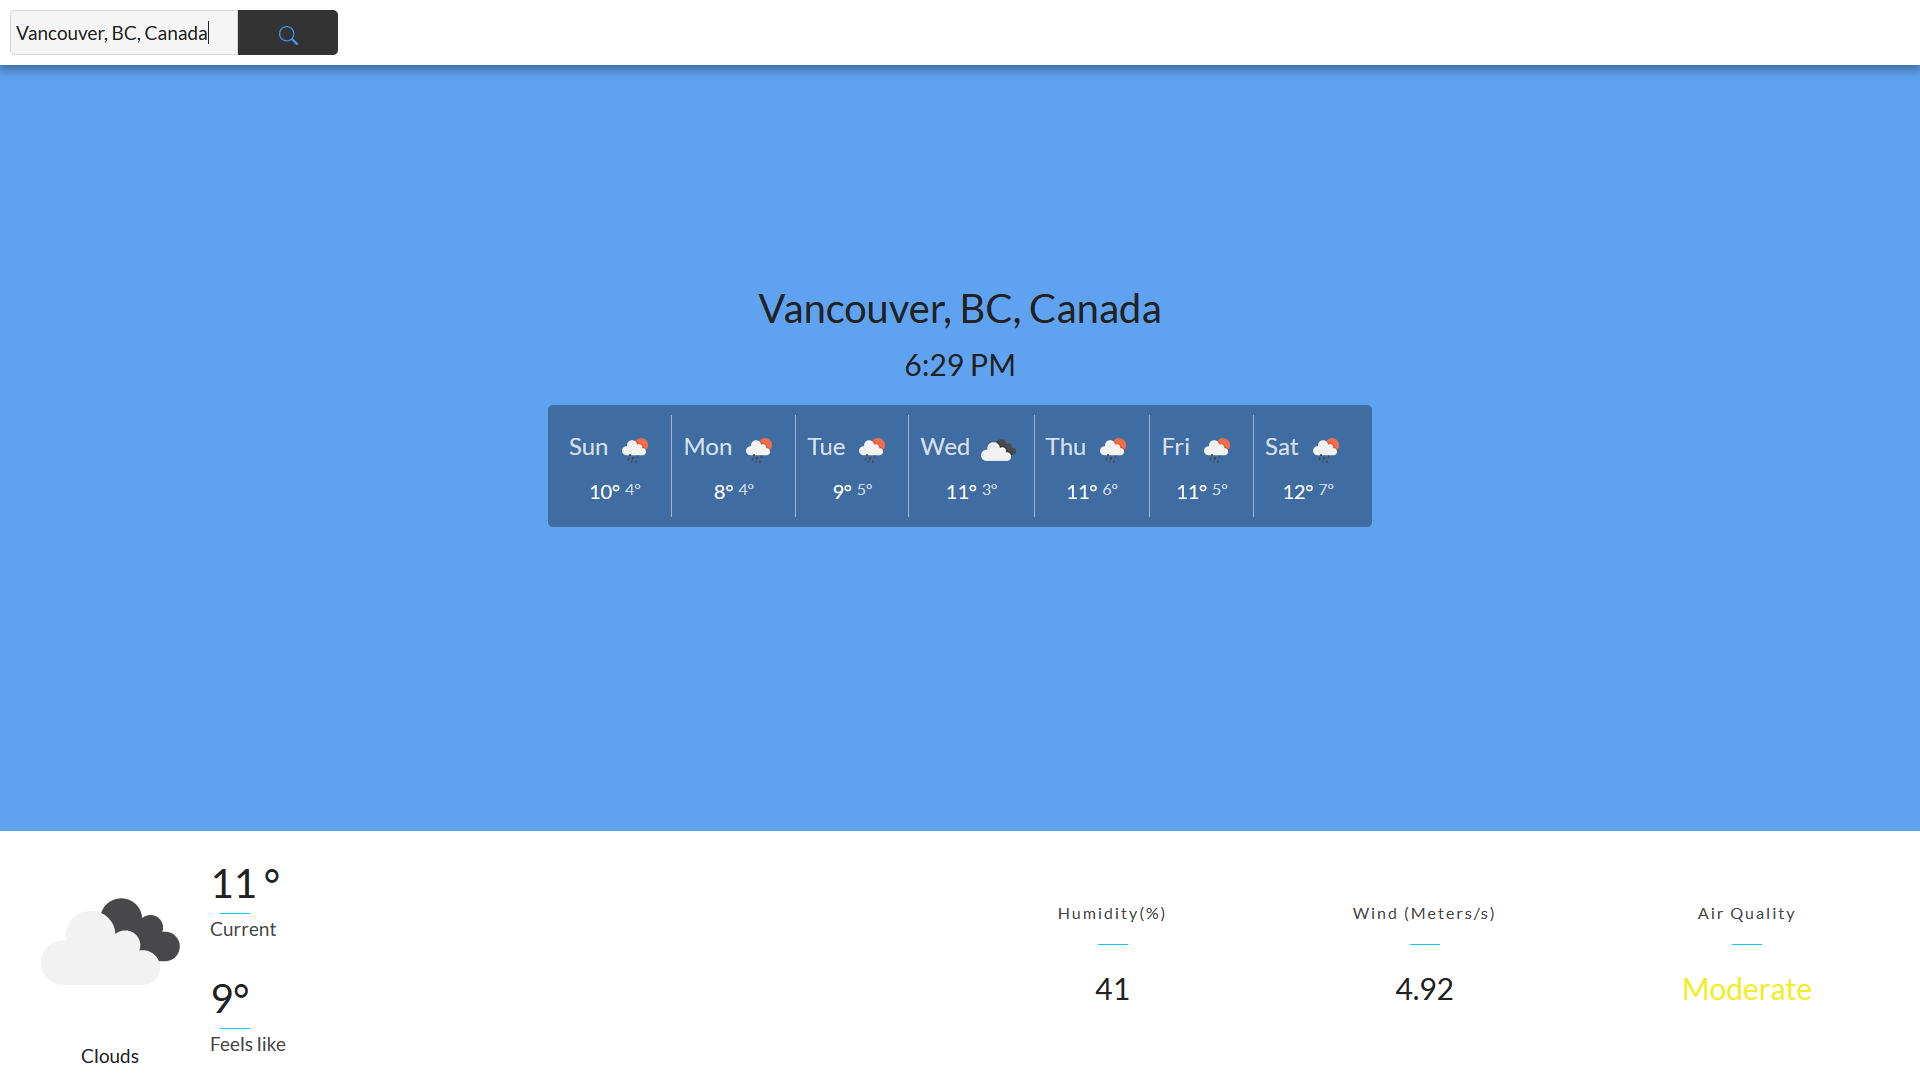 Vancouver, BC, Canada
Vancouver, BC, Canada
6:29 PM
Sun Mon Tue Wed Thu Fri Sat
10° 4° 8° 4° 9° 5° 11° 3° 11° 6° 11° 5° 12° 7°
11 °
Current
9°
Feels like
Clouds
Humidity(%) Wind (Meters/s) Air Quality
41 4.92 Moderate